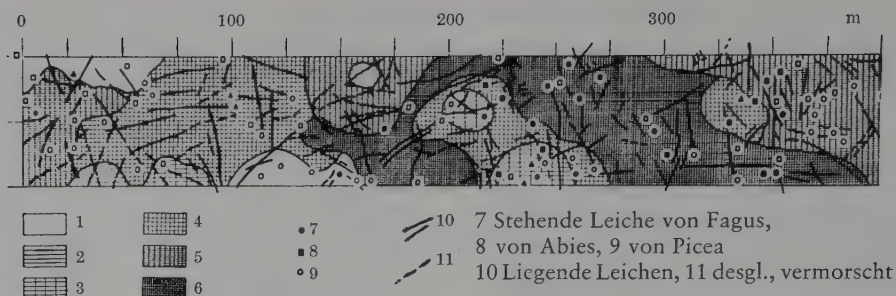 0 100 200 300 m
1 4 7 10 7 Stehende Leiche von Fagus,
2 5 8 11 8 von Abies, 9 von Picea
3 6 9 10 Liegende Leichen, 11 desgl., vermorscht